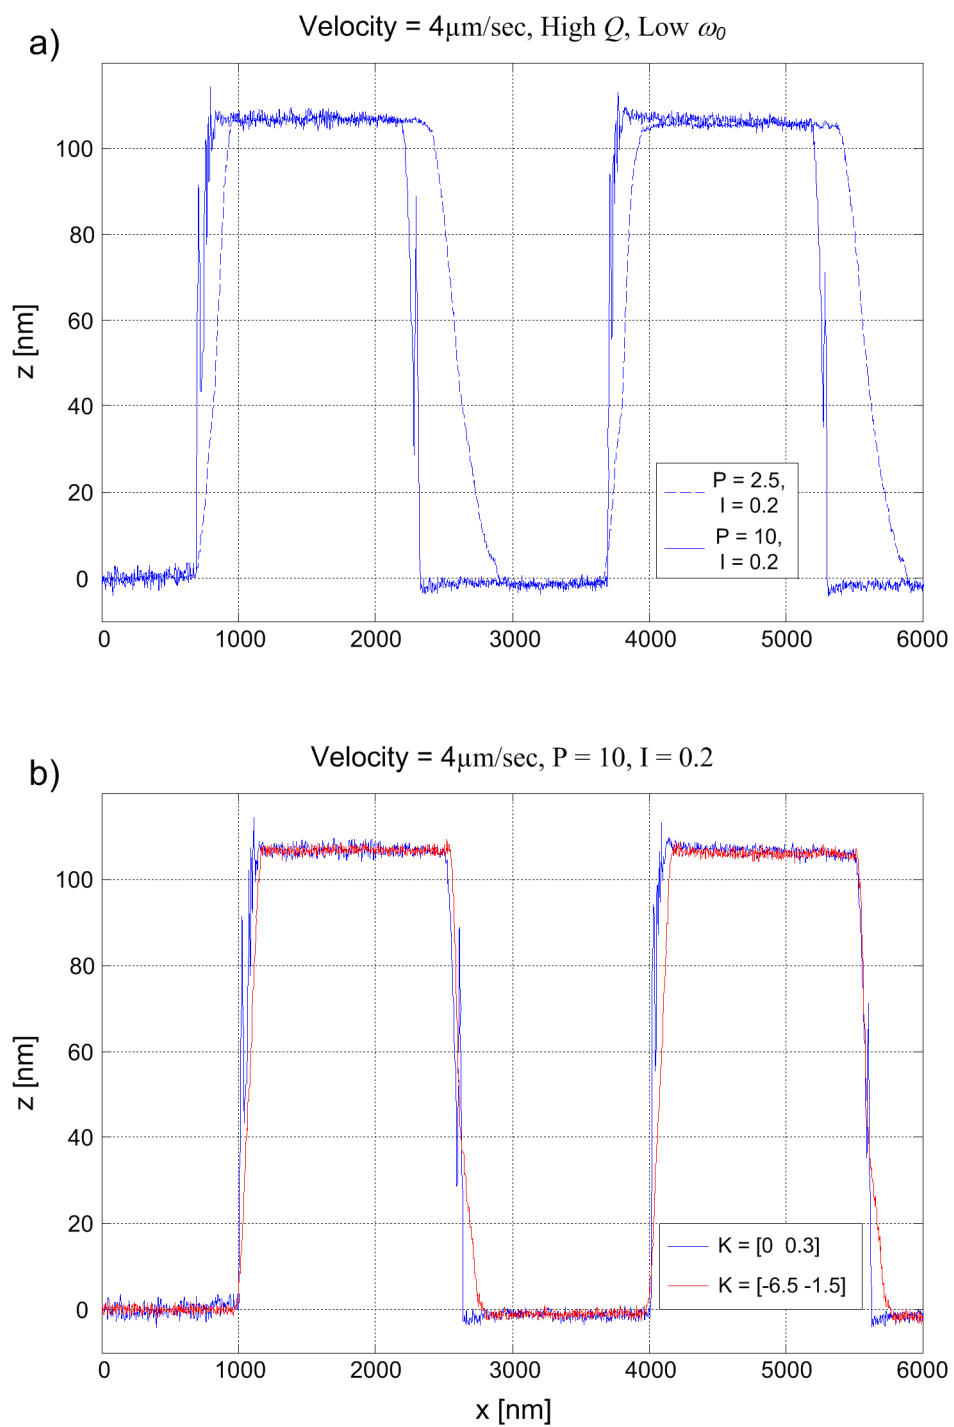 Velocity = 4µm/sec, High Q, Low ω0
a)
100
80
60
40
20
0
z [nm]
P = 2.5,
I = 0.2
P = 10,
I = 0.2
0 1000 2000 3000 4000 5000 6000
Velocity = 4µm/sec, P = 10, I = 0.2
b)
100
80
60
40
20
0
z [nm]
K = [0 0.3]
K = [-6.5 -1.5]
0 1000 2000 3000 4000 5000 6000
x [nm]